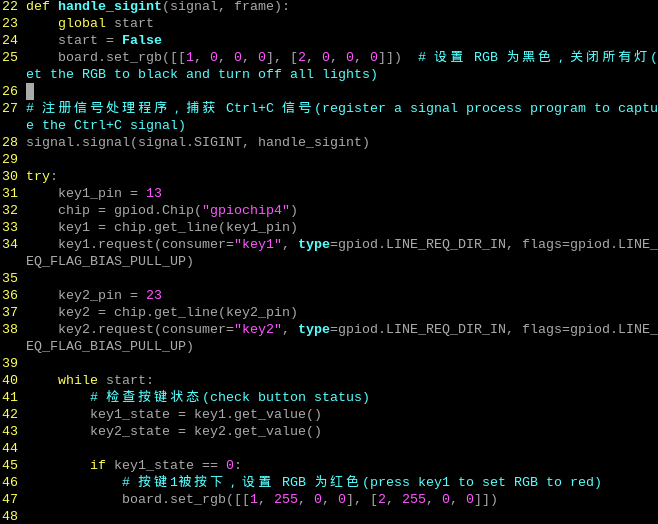 22 def handle_sigint(signal, frame):
23     global start
24     start = False
25     board.set_rgb([[1, 0, 0, 0], [2, 0, 0, 0]])  # 设置 RGB 为黑色，关闭所有灯(s
et the RGB to black and turn off all lights)
26
27 # 注册信号处理程序，捕获 Ctrl+C 信号(register a signal process program to captu
e the Ctrl+C signal)
28 signal.signal(signal.SIGINT, handle_sigint)
29
30 try:
31     key1_pin = 13
32     chip = gpiod.Chip("gpiochip4")
33     key1 = chip.get_line(key1_pin)
34     key1.request(consumer="key1", type=gpiod.LINE_REQ_DIR_IN, flags=gpiod.LINE_
EQ_FLAG_BIAS_PULL_UP)
35
36     key2_pin = 23
37     key2 = chip.get_line(key2_pin)
38     key2.request(consumer="key2", type=gpiod.LINE_REQ_DIR_IN, flags=gpiod.LINE_
EQ_FLAG_BIAS_PULL_UP)
39
40     while start:
41         # 检查按键状态(check button status)
42         key1_state = key1.get_value()
43         key2_state = key2.get_value()
44
45         if key1_state == 0:
46             # 按键1被按下，设置 RGB 为红色(press key1 to set RGB to red)
47             board.set_rgb([[1, 255, 0, 0], [2, 255, 0, 0]])
48